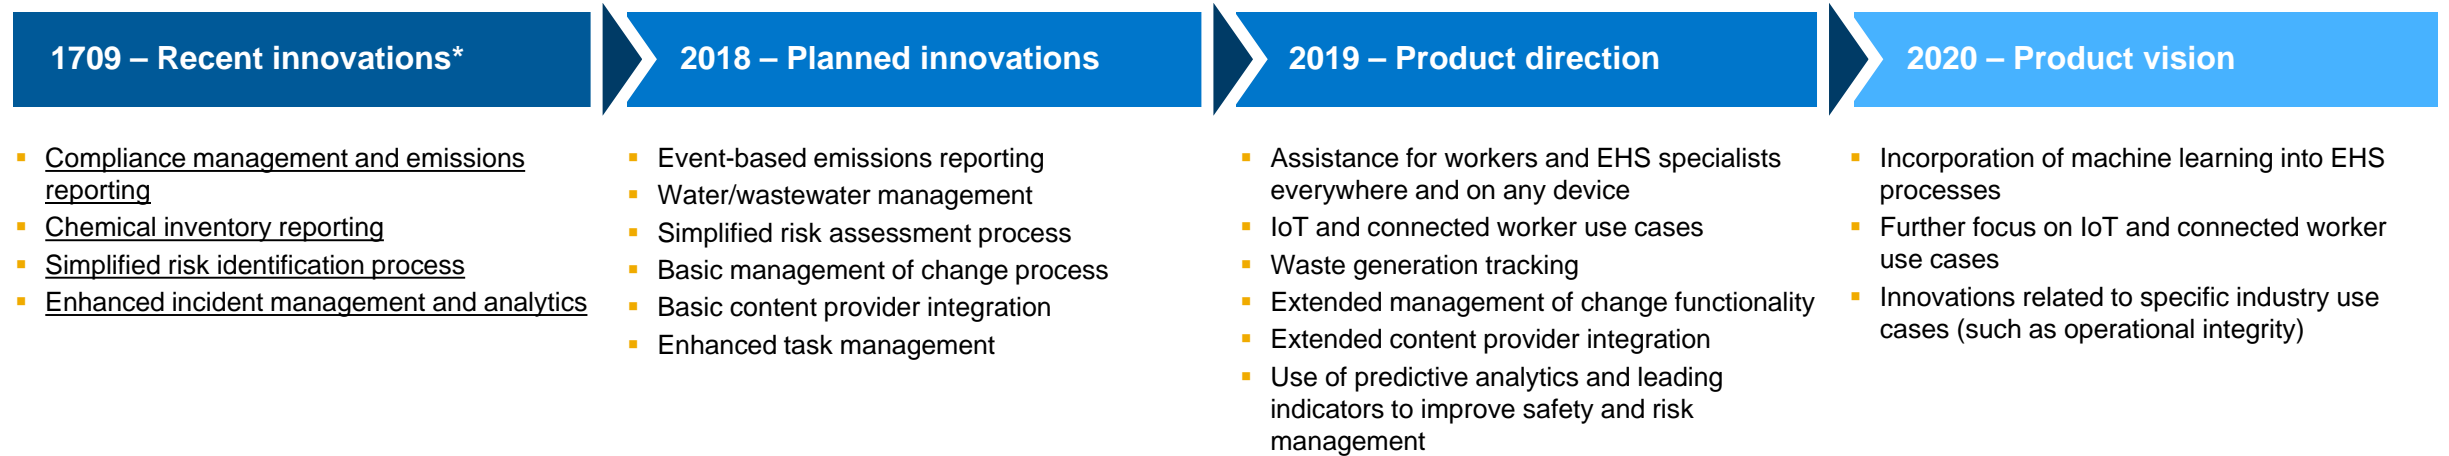 1709 – Recent innovations*
Compliance management and emissions
reporting
Chemical inventory reporting
Simplified risk identification process
Enhanced incident management and analytics
2018 – Planned innovations
Event-based emissions reporting
Water/wastewater management
Simplified risk assessment process
Basic management of change process
Basic content provider integration
Enhanced task management
2019 – Product direction
Assistance for workers and EHS specialists
everywhere and on any device
IoT and connected worker use cases
Waste generation tracking
Extended management of change functionality
Extended content provider integration
Use of predictive analytics and leading
indicators to improve safety and risk
management
2020 – Product vision
Incorporation of machine learning into EHS
processes
Further focus on IoT and connected worker
use cases
Innovations related to specific industry use
cases (such as operational integrity)